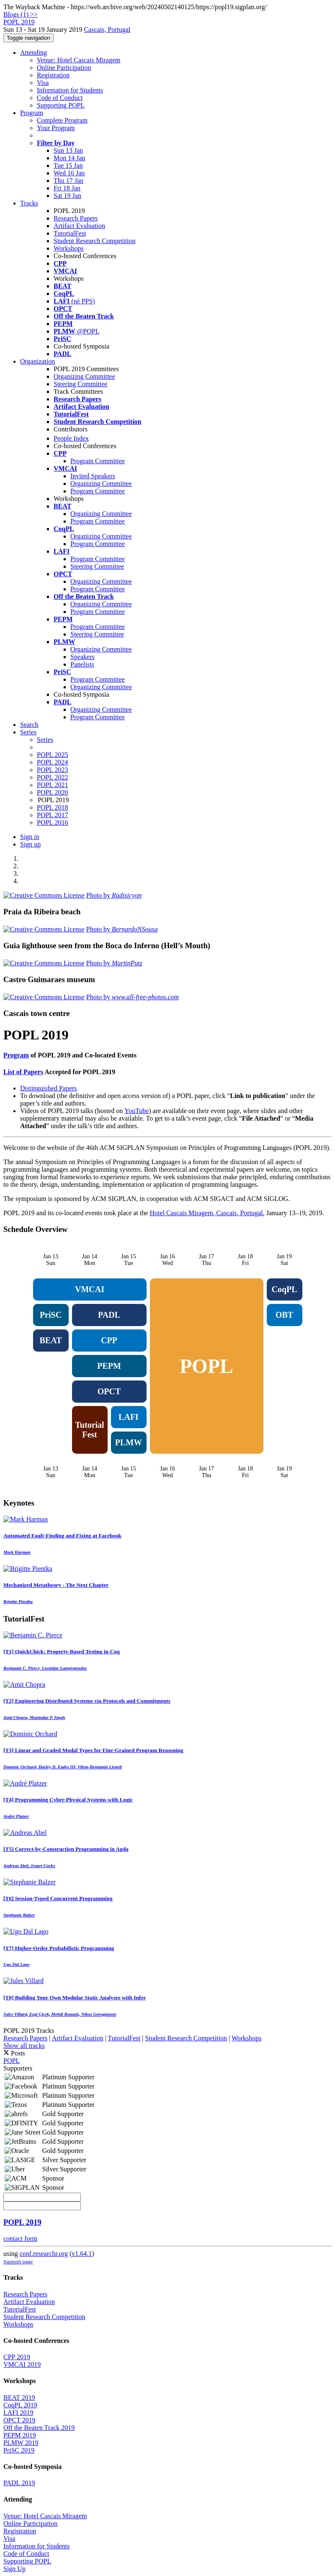 The Wayback Machine - https://web.archive.org/web/20240502140125/https://popl19.sigplan.org/
Blogs (1) >>
POPL 2019
Sun 13 - Sat 19 January 2019 Cascais, Portugal
Toggle navigation
Attending
Venue: Hotel Cascais Miragem
Online Participation
Registration
Visa
Information for Students
Code of Conduct
Supporting POPL
Program
Complete Program
Your Program
Filter by Day
Sun 13 Jan
Mon 14 Jan
Tue 15 Jan
Wed 16 Jan
Thu 17 Jan
Fri 18 Jan
Sat 19 Jan
Tracks
POPL 2019
Research Papers
Artifact Evaluation
TutorialFest
Student Research Competition
Workshops
Co-hosted Conferences
CPP
VMCAI
Workshops
BEAT
CoqPL
LAFI (né PPS)
OPCT
Off the Beaten Track
PEPM
PLMW @POPL
PriSC
Co-hosted Symposia
PADL
Organization
POPL 2019 Committees
Organizing Committee
Steering Committee
Track Committees
Research Papers
Artifact Evaluation
TutorialFest
Student Research Competition
Contributors
People Index
Co-hosted Conferences
CPP
Program Committee
VMCAI
Invited Speakers
Organizing Committee
Program Committee
Workshops
BEAT
Organizing Committee
Program Committee
CoqPL
Organizing Committee
Program Committee
LAFI
Program Committee
Steering Committee
OPCT
Organizing Committee
Program Committee
Off the Beaten Track
Organizing Committee
Program Committee
PEPM
Program Committee
Steering Committee
PLMW
Organizing Committee
Speakers
Panelists
PriSC
Program Committee
Organizing Committee
Co-hosted Symposia
PADL
Organizing Committee
Program Committee
Search
Series
Series
POPL 2025
POPL 2024
POPL 2023
POPL 2022
POPL 2021
POPL 2020
POPL 2019
POPL 2018
POPL 2017
POPL 2016
Sign in
Sign up
1.
2.
3.
4.
Creative Commons License Photo by Rúdisicyon
Praia da Ribeira beach
Creative Commons License Photo by BernardoNSousa
Guia lighthouse seen from the Boca do Inferno (Hell's Mouth)
Creative Commons License Photo by MartinPutz
Castro Guimaraes museum
Creative Commons License Photo by www.all-free-photos.com
Cascais town centre
POPL 2019
Program of POPL 2019 and Co-located Events
List of Papers Accepted for POPL 2019
Distinguished Papers
To download (the definitive and open access version of) a POPL paper, click “Link to publication” under the
paper's title and authors.
Videos of POPL 2019 talks (hosted on YouTube) are available on their event page, where slides and other
supplementary material may also be available. To get to a talk's event page, click “File Attached” or “Media
Attached” under the talk's title and authors.
Welcome to the website of the 46th ACM SIGPLAN Symposium on Principles of Programming Languages (POPL 2019).
The annual Symposium on Principles of Programming Languages is a forum for the discussion of all aspects of
programming languages and programming systems. Both theoretical and experimental papers are welcome, on topics
ranging from formal frameworks to experience reports. We seek submissions that make principled, enduring contributions
to the theory, design, understanding, implementation or application of programming languages.
The symposium is sponsored by ACM SIGPLAN, in cooperation with ACM SIGACT and ACM SIGLOG.
POPL 2019 and its co-located events took place at the Hotel Cascais Miragem, Cascais, Portugal, January 13–19, 2019.
Schedule Overview
Jan 13 Jan 14 Jan 15 Jan 16 Jan 17 Jan 18 Jan 19
Sun Mon Tue Wed Thu Fri Sat
VMCAI CoqPL
PriSC PADL OBT
BEAT CPP
PEPM POPL
OPCT
Tutorial Fest LAFI
PLMW
Jan 13 Jan 14 Jan 15 Jan 16 Jan 17 Jan 18 Jan 19
Sun Mon Tue Wed Thu Fri Sat
Keynotes
Mark Harman
Automated Fault-Finding and Fixing at Facebook
Mark Harman
Brigitte Pientka
Mechanized Metatheory - The Next Chapter
Brigitte Pientka
TutorialFest
Benjamin C. Pierce
[T1] QuickChick: Property-Based Testing in Coq
Benjamin C. Pierce, Leonidas Lampropoulos
Amit Chopra
[T2] Engineering Distributed Systems via Protocols and Commitments
Amit Chopra, Munindar P. Singh
Dominic Orchard
[T3] Linear and Graded Modal Types for Fine-Grained Program Reasoning
Dominic Orchard, Harley D. Eades III, Vilem-Benjamin Liepelt
André Platzer
[T4] Programming Cyber-Physical Systems with Logic
André Platzer
Andreas Abel
[T5] Correct-by-Construction Programming in Agda
Andreas Abel, Jesper Cockx
Stephanie Balzer
[T6] Session-Typed Concurrent Programming
Stephanie Balzer
Ugo Dal Lago
[T7] Higher-Order Probabilistic Programming
Ugo Dal Lago
Jules Villard
[T8] Building Your Own Modular Static Analyser with Infer
Jules Villard, Ezgi Çiçek, Mehdi Bouaziz, Nikos Gorogiannis
POPL 2019 Tracks
Research Papers | Artifact Evaluation | TutorialFest | Student Research Competition | Workshops
Show all tracks
X Posts
POPL
Supporters
Amazon Platinum Supporter
Facebook Platinum Supporter
Microsoft Platinum Supporter
Tezos Platinum Supporter
ahrefs Gold Supporter
DFINITY Gold Supporter
Jane Street Gold Supporter
JetBrains Gold Supporter
Oracle Gold Supporter
LASIGE Silver Supporter
Uber Silver Supporter
ACM Sponsor
SIGPLAN Sponsor
POPL 2019
contact form
using conf.researchr.org (v1.64.1)
Support page
Tracks
Research Papers
Artifact Evaluation
TutorialFest
Student Research Competition
Workshops
Co-hosted Conferences
CPP 2019
VMCAI 2019
Workshops
BEAT 2019
CoqPL 2019
LAFI 2019
OPCT 2019
Off the Beaten Track 2019
PEPM 2019
PLMW 2019
PriSC 2019
Co-hosted Symposia
PADL 2019
Attending
Venue: Hotel Cascais Miragem
Online Participation
Registration
Visa
Information for Students
Code of Conduct
Supporting POPL
Sign Up